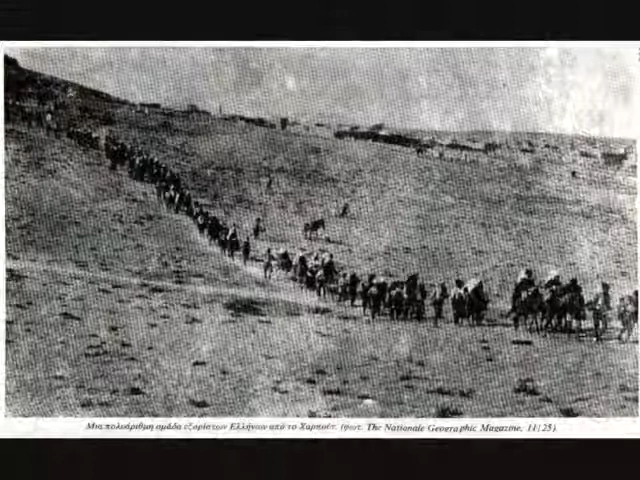 Μια πολυάριθμη ομάδα εξορίστων Ελλήνων από το Χαρπούτ. (φωτ. The Nationale Geographic Magazine, 11/25).